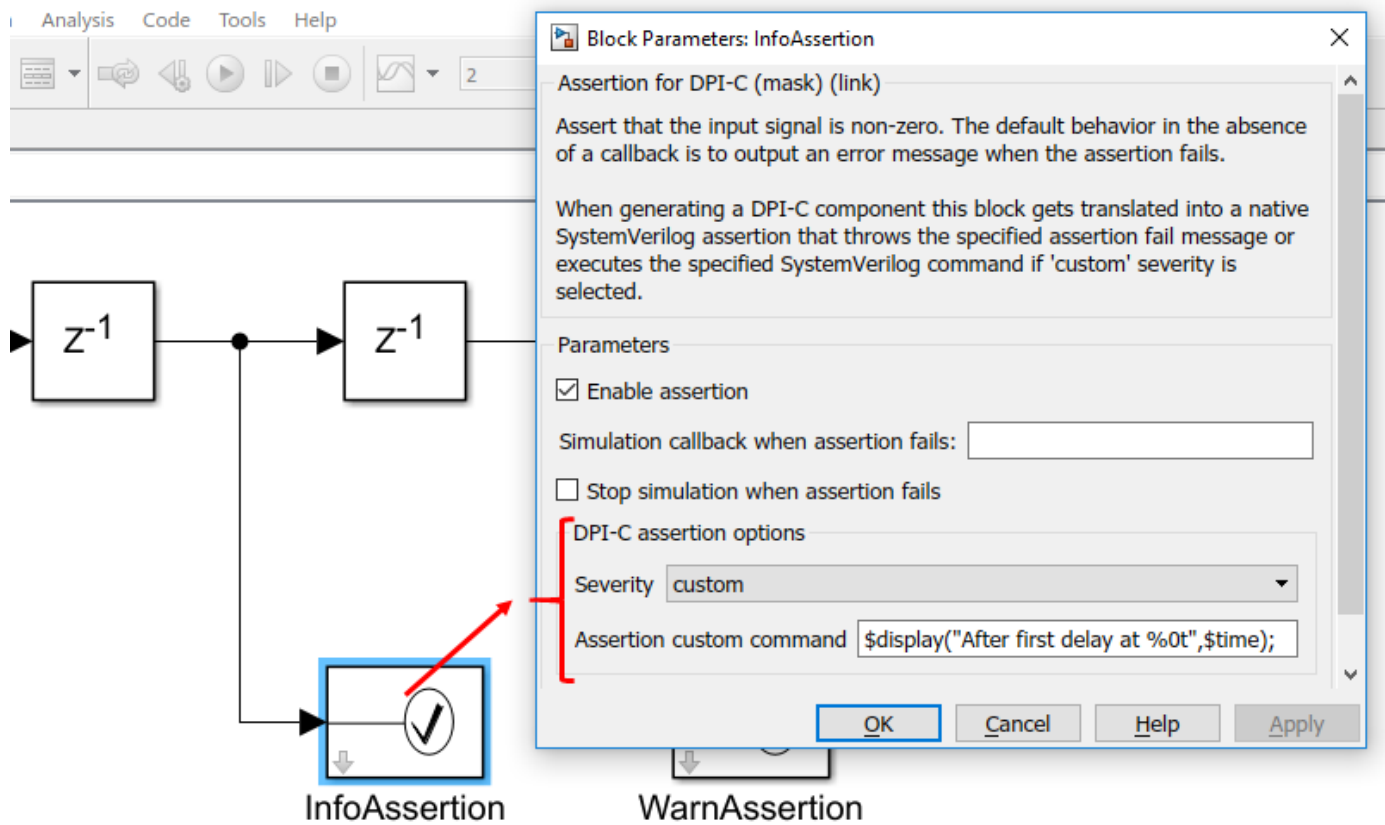 Analysis Code Tools Help
2
Block Parameters: InfoAssertion
Assertion for DPI-C (mask) (link)
Assert that the input signal is non-zero. The default behavior in the absence
of a callback is to output an error message when the assertion fails.
When generating a DPI-C component this block gets translated into a native
SystemVerilog assertion that throws the specified assertion fail message or
executes the specified SystemVerilog command if 'custom' severity is
selected.
Parameters
Enable assertion
Simulation callback when assertion fails:
Stop simulation when assertion fails
DPI-C assertion options
Severity custom
Assertion custom command $display("After first delay at %0t",$time);
OK Cancel Help Apply
z-1 z-1
InfoAssertion WarnAssertion